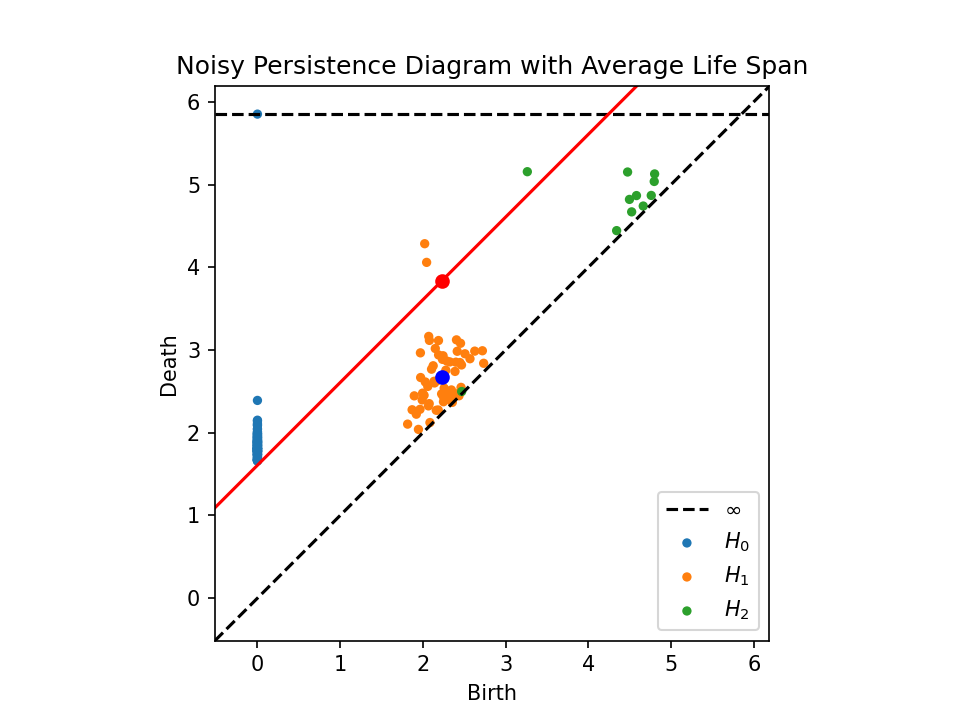 Noisy Persistence Diagram with Average Life Span
6
5
4
3
2
1
0
Death
0 1 2 3 4 5 6
Birth
∞
H₀
H₁
H₂